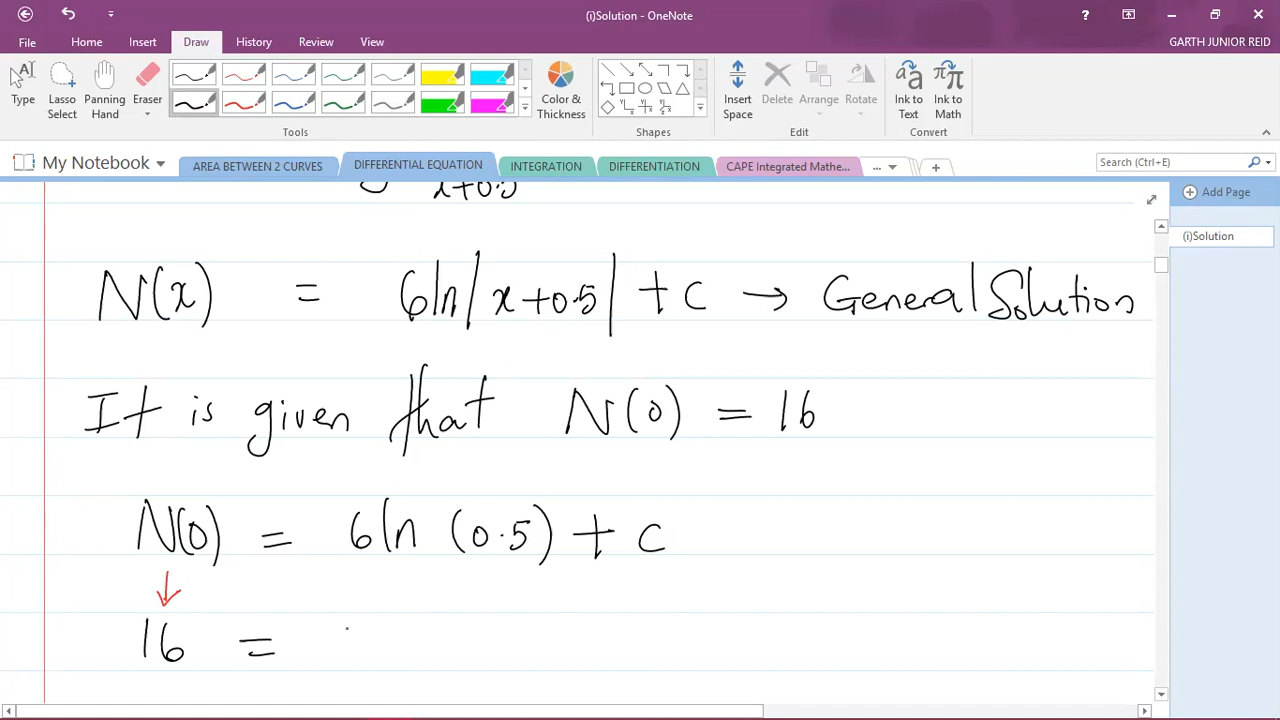 (i)Solution - OneNote
?
File Home Insert Draw History Review View
GARTH JUNIOR REID
Type
Lasso Select
Panning Hand
Eraser
Color & Thickness
Insert Space
Delete
Arrange
Rotate
Ink to Text
Ink to Math
Tools
Shapes
Edit
Convert
My Notebook
AREA BETWEEN 2 CURVES
DIFFERENTIAL EQUATION
INTEGRATION
DIFFERENTIATION
CAPE Integrated Mathe...
...
Search (Ctrl+E)
Add Page
(i)Solution
x+0.5
N(x) = 6ln|x+0.5| + c → General Solution
It is given that N(0) = 16
N(0) = 6ln (0.5) + c
↓
16 =